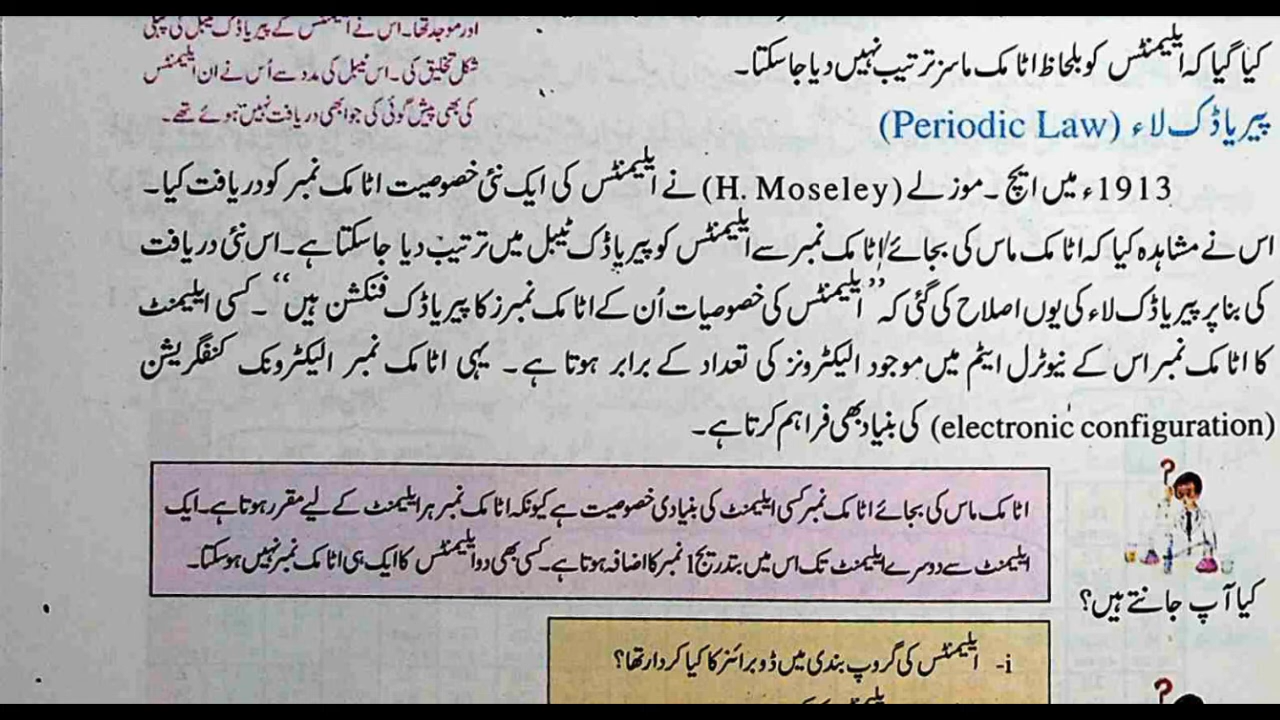 کیا گیا کہ ایلیمنٹس کو بلحاظ اٹامک ماسز ترتیب نہیں دیا جا سکتا۔
اور موجد تھا۔ اس نے ایلیمنٹس کے پیریاڈک ٹیبل کی پہلی
شکل تخلیق کی۔ اس ٹیبل کی مدد سے اُس نے ان ایلیمنٹس
کی بھی پیش گوئی کی جو ابھی دریافت نہیں ہوئے تھے۔
پیریاڈک لاء (Periodic Law)
1913ء میں ایچ۔ موزلے (H. Moseley) نے ایلیمنٹس کی ایک نئی خصوصیت اٹامک نمبر کو دریافت کیا۔
اس نے مشاہدہ کیا کہ اٹامک ماس کی بجائے اٹامک نمبر سے ایلیمنٹس کو پیریاڈک ٹیبل میں ترتیب دیا جا سکتا ہے۔ اس نئی دریافت
کی بنا پر پیریاڈک لاء کی یوں اصلاح کی گئی کہ ”ایلیمنٹس کی خصوصیات اُن کے اٹامک نمبرز کا پیریاڈک فنکشن ہیں“۔ کسی ایلیمنٹ
کا اٹامک نمبر اس کے نیوٹرل ایٹم میں موجود الیکٹرونز کی تعداد کے برابر ہوتا ہے۔ یہی اٹامک نمبر الیکٹرونک کنفگریشن
(electronic configuration) کی بنیاد بھی فراہم کرتا ہے۔
اٹامک ماس کی بجائے اٹامک نمبر کسی ایلیمنٹ کی بنیادی خصوصیت ہے کیونکہ اٹامک نمبر ہر ایلیمنٹ کے لیے مقرر ہوتا ہے۔ ایک
ایلیمنٹ سے دوسرے ایلیمنٹ تک اس میں بتدریج 1 نمبر کا اضافہ ہوتا ہے۔ کسی بھی دو ایلیمنٹس کا ایک ہی اٹامک نمبر نہیں ہو سکتا۔
کیا آپ جانتے ہیں؟
i- ایلیمنٹس کی گروپ بندی میں ڈوبرائنر کا کیا کردار تھا؟